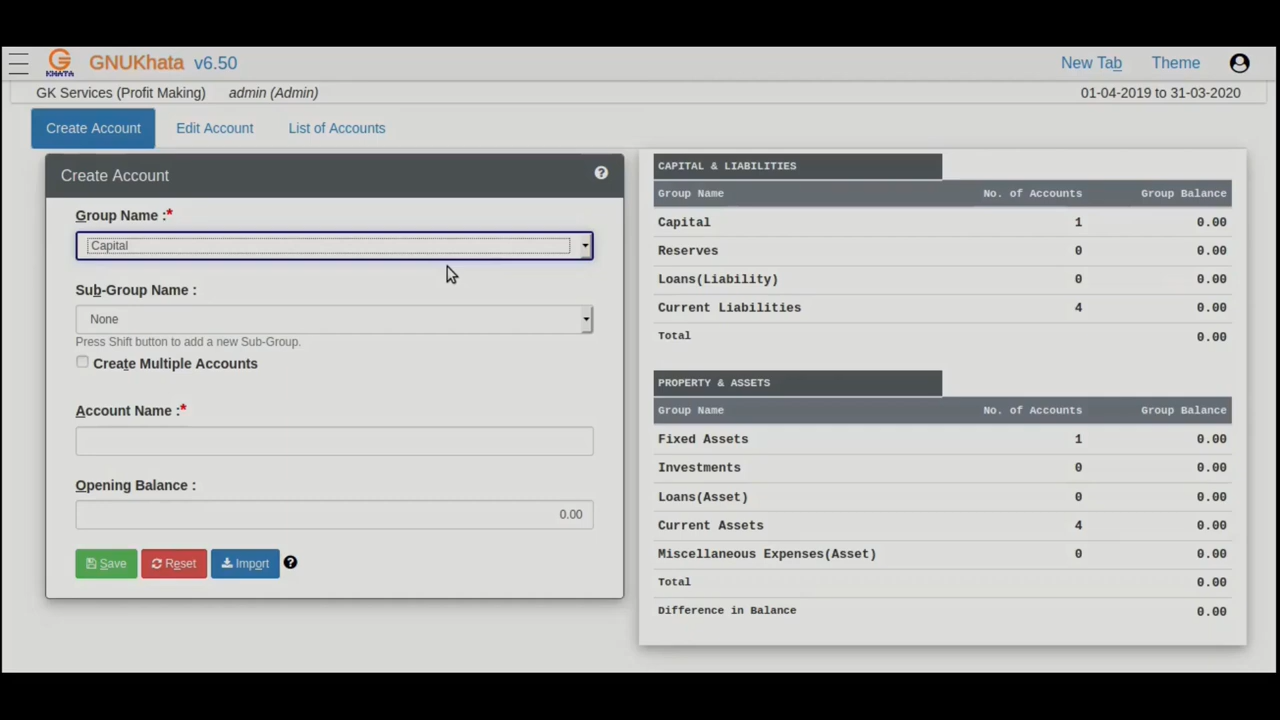 KHATA GNUKhata v6.50 New Tab Theme
GK Services (Profit Making) admin (Admin) 01-04-2019 to 31-03-2020
Create Account Edit Account List of Accounts
Create Account
Group Name :*
Capital
Sub-Group Name :
None
Press Shift button to add a new Sub-Group.
Create Multiple Accounts
Account Name :*
Opening Balance :
0.00
Save Reset Import
CAPITAL & LIABILITIES
Group Name No. of Accounts Group Balance
Capital 1 0.00
Reserves 0 0.00
Loans(Liability) 0 0.00
Current Liabilities 4 0.00
Total 0.00
PROPERTY & ASSETS
Group Name No. of Accounts Group Balance
Fixed Assets 1 0.00
Investments 0 0.00
Loans(Asset) 0 0.00
Current Assets 4 0.00
Miscellaneous Expenses(Asset) 0 0.00
Total 0.00
Difference in Balance 0.00